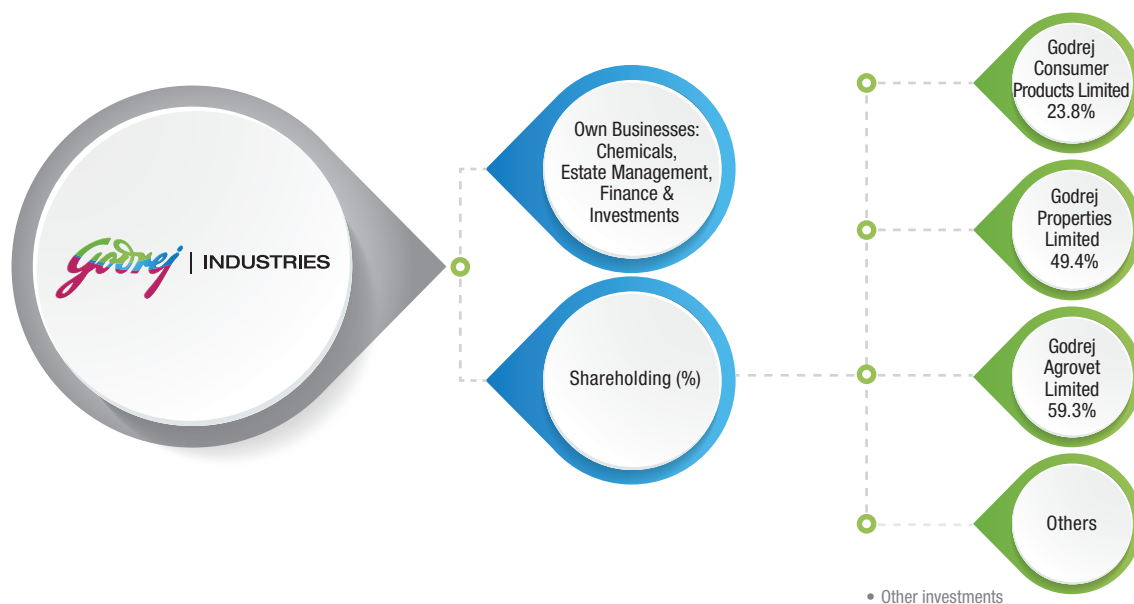 Godrej | INDUSTRIES
Own Businesses:
Chemicals,
Estate Management,
Finance &
Investments
Shareholding (%)
Godrej
Consumer
Products Limited
23.8%
Godrej
Properties
Limited
49.4%
Godrej
Agrovet
Limited
59.3%
Others
• Other investments